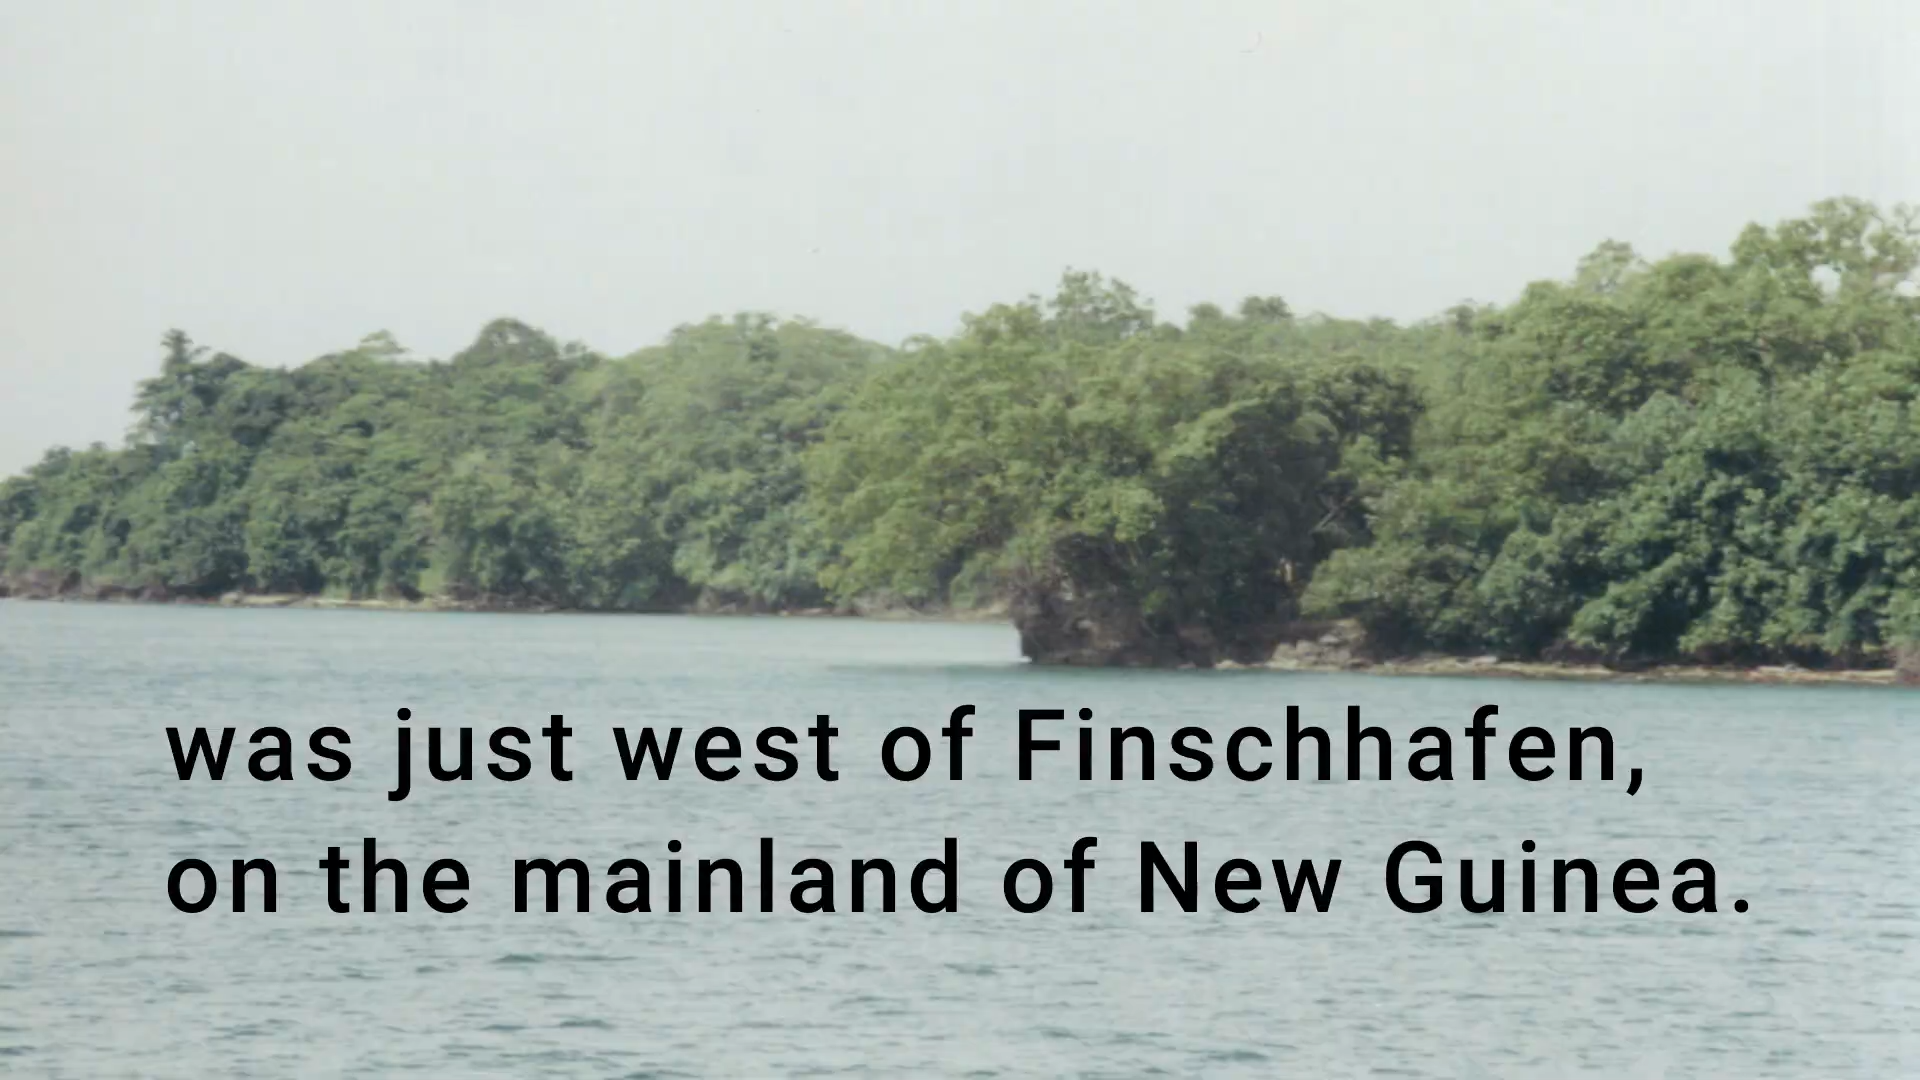 was just west of Finschhafen,
on the mainland of New Guinea.